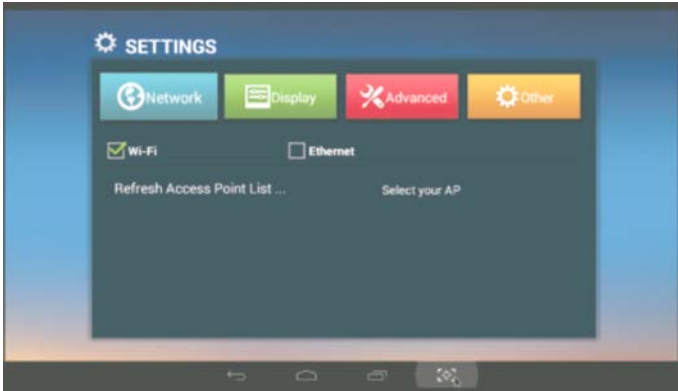 SETTINGS
Network Display Advanced Other
Wi-Fi Ethernet
Refresh Access Point List ... Select your AP